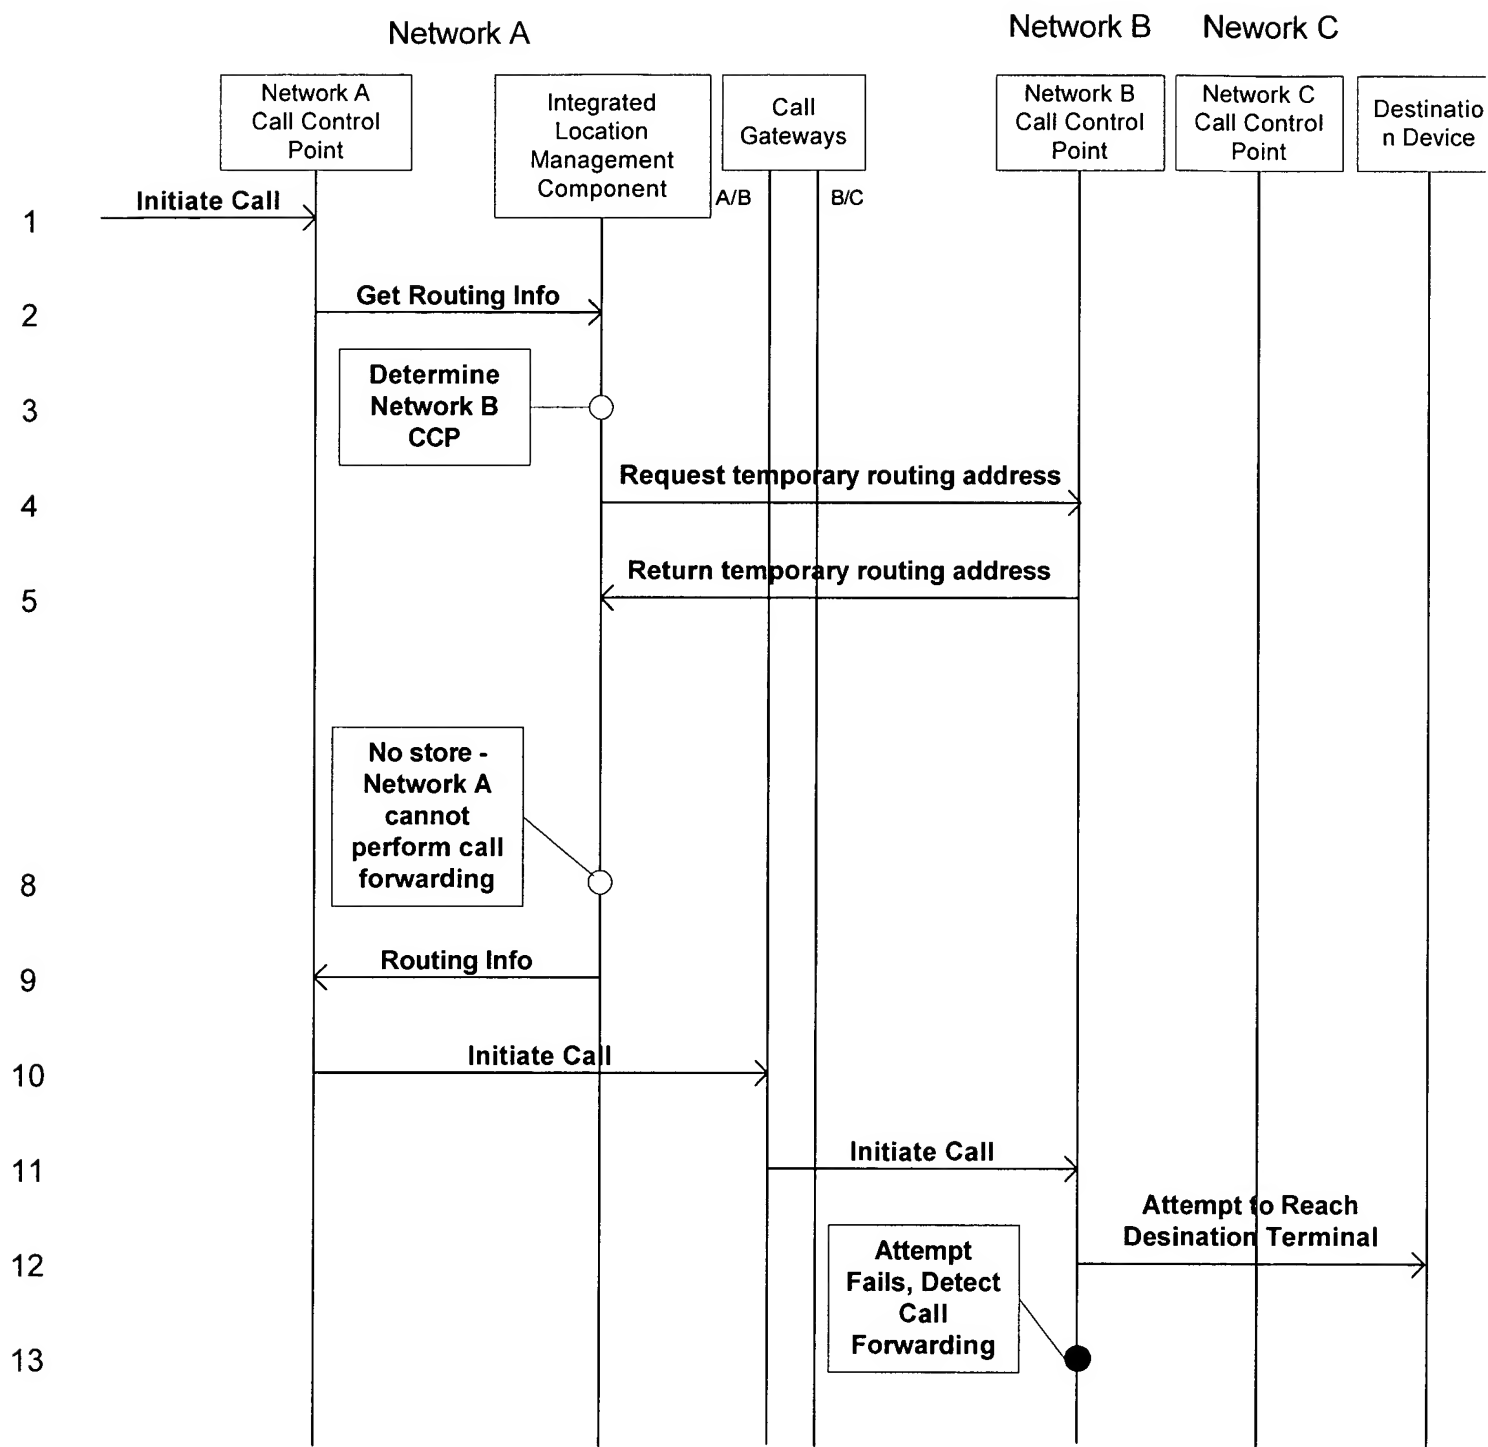 Network A
Network B
Nework C
Network A
Call Control
Point
Integrated
Location
Management
Component
Call
Gateways
Network B
Call Control
Point
Network C
Call Control
Point
Destinatio
n Device
A/B
B/C
1
Initiate Call
2
Get Routing Info
3
Determine
Network B
CCP
4
Request temporary routing address
5
Return temporary routing address
No store -
Network A
cannot
perform call
forwarding
8
9
Routing Info
10
Initiate Call
11
Initiate Call
12
Attempt to Reach
Desination Terminal
Attempt
Fails, Detect
Call
Forwarding
13